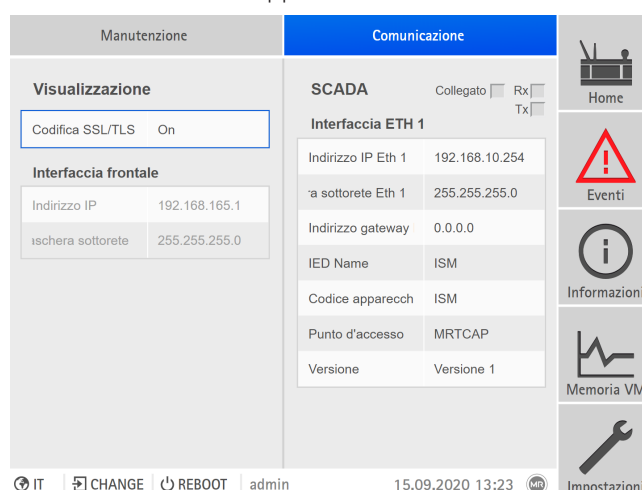 Manutenzione
Comunicazione
Visualizzazione
Codifica SSL/TLS On
Interfaccia frontale
Indirizzo IP 192.168.165.1
aschera sottorete 255.255.255.0
SCADA Collegato Rx
Tx
Interfaccia ETH 1
Indirizzo IP Eth 1 192.168.10.254
ra sottorete Eth 1 255.255.255.0
Indirizzo gateway 0.0.0.0
IED Name ISM
Codice apparecch ISM
Punto d'accesso MRTCAP
Versione Versione 1
Home
Eventi
Informazioni
Memoria VM
Impostazioni
IT CHANGE REBOOT admin 15.09.2020 13:23 MR